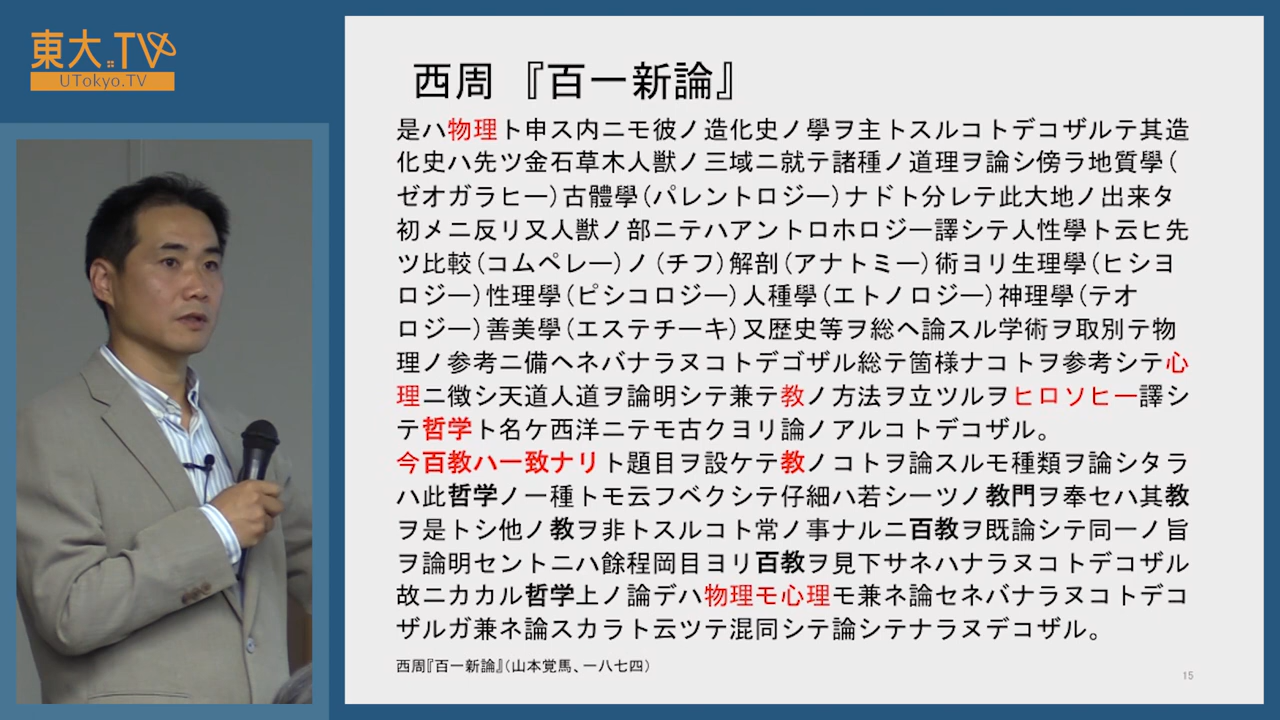 東大.TV
UTokyo.TV
西周 『百一新論』
是ハ物理ト申ス内ニモ彼ノ造化史ノ學ヲ主トスルコトデコザルテ其造
化史ハ先ツ金石草木人獣ノ三域ニ就テ諸種ノ道理ヲ論シ傍ラ地質學(
ゼオガラヒー)古體學(パレントロジー)ナドト分レテ此大地ノ出来タ
初メニ反リ又人獣ノ部ニテハアントロホロジー譯シテ人性學ト云ヒ先
ツ比較(コムペレー)ノ(チフ)解剖(アナトミー)術ヨリ生理學(ヒシヨ
ロジー)性理學(ピシコロジー)人種學(エトノロジー)神理學(テオ
ロジー)善美學(エステチーキ)又歴史等ヲ総ヘ論スル学術ヲ取別テ物
理ノ参考ニ備ヘネバナラヌコトデゴザル総テ箇様ナコトヲ参考シテ心
理ニ徴シ天道人道ヲ論明シテ兼テ教ノ方法ヲ立ツルヲヒロソヒー譯シ
テ哲学ト名ケ西洋ニテモ古クヨリ論ノアルコトデコザル。
今百教ハ一致ナリト題目ヲ設ケテ教ノコトヲ論スルモ種類ヲ論シタラ
ハ此哲学ノ一種トモ云フベクシテ仔細ハ若シ一ツノ教門ヲ奉セハ其教
ヲ是トシ他ノ教ヲ非トスルコト常ノ事ナルニ百教ヲ既論シテ同一ノ旨
ヲ論明セントニハ餘程岡目ヨリ百教ヲ見下サネハナラヌコトデコザル
故ニカカル哲学上ノ論デハ物理モ心理モ兼ネ論セネバナラヌコトデコ
ザルガ兼ネ論スカラト云ツテ混同シテ論シテナラヌデコザル。
西周『百一新論』(山本覚馬、一八七四)
15